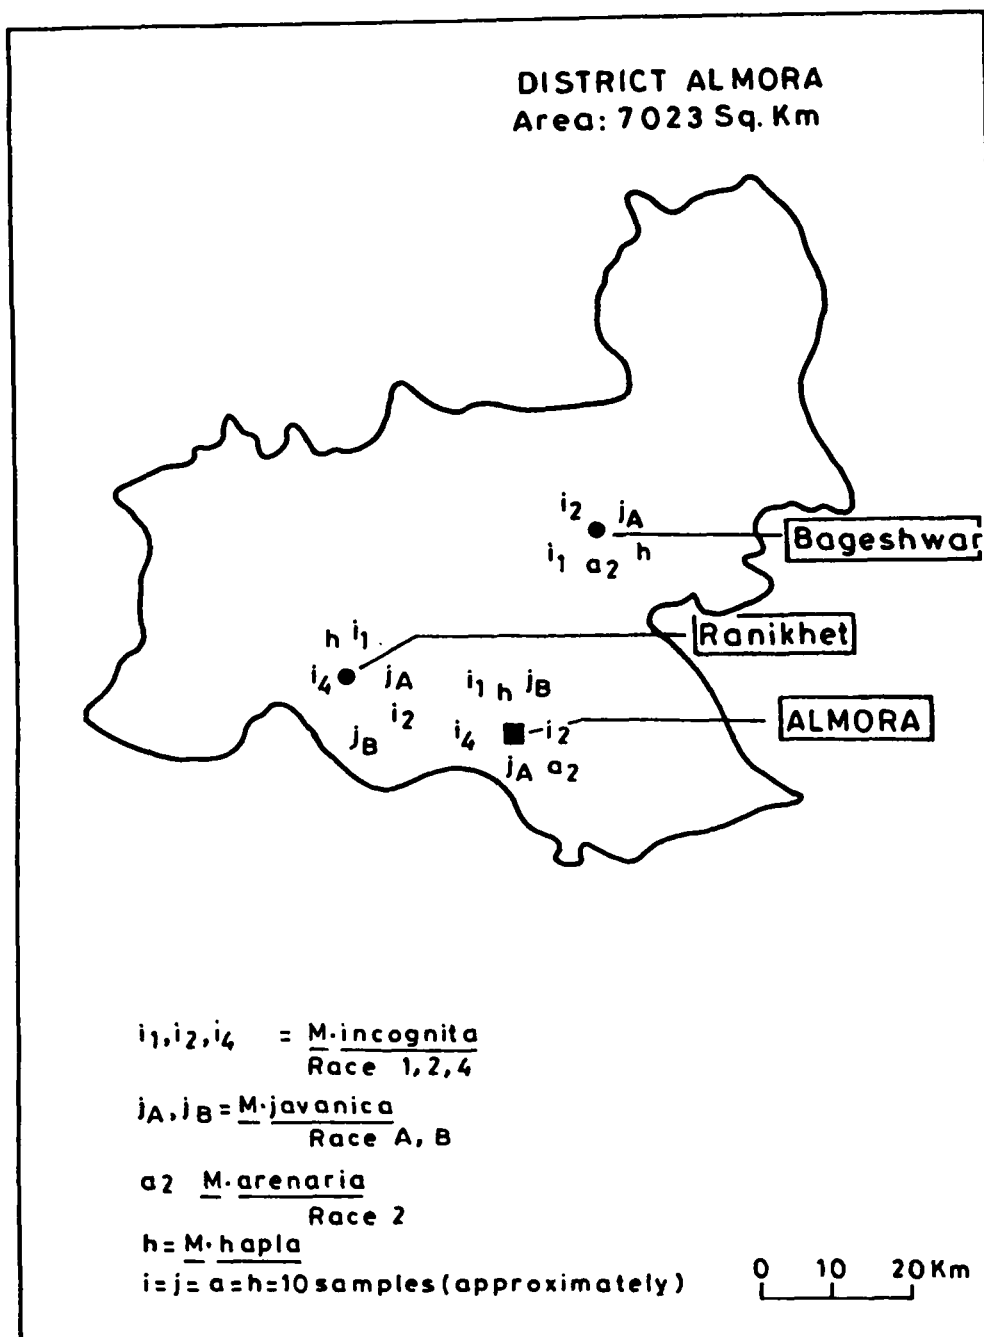 DISTRICT ALMORA
Area: 7023 Sq. Km
i2 jA
Bageshwar
i1 a2 h
h i1
Ranikhet
i4 jA
i1 h jB
i2
ALMORA
jB
i4 i2
jA a2
i1, i2, i4 = M. incognita
Race 1, 2, 4
jA, jB = M. javanica
Race A, B
a2 M. arenaria
Race 2
h = M. hapla
i = j = a = h = 10 samples (approximately)
0 10 20 Km